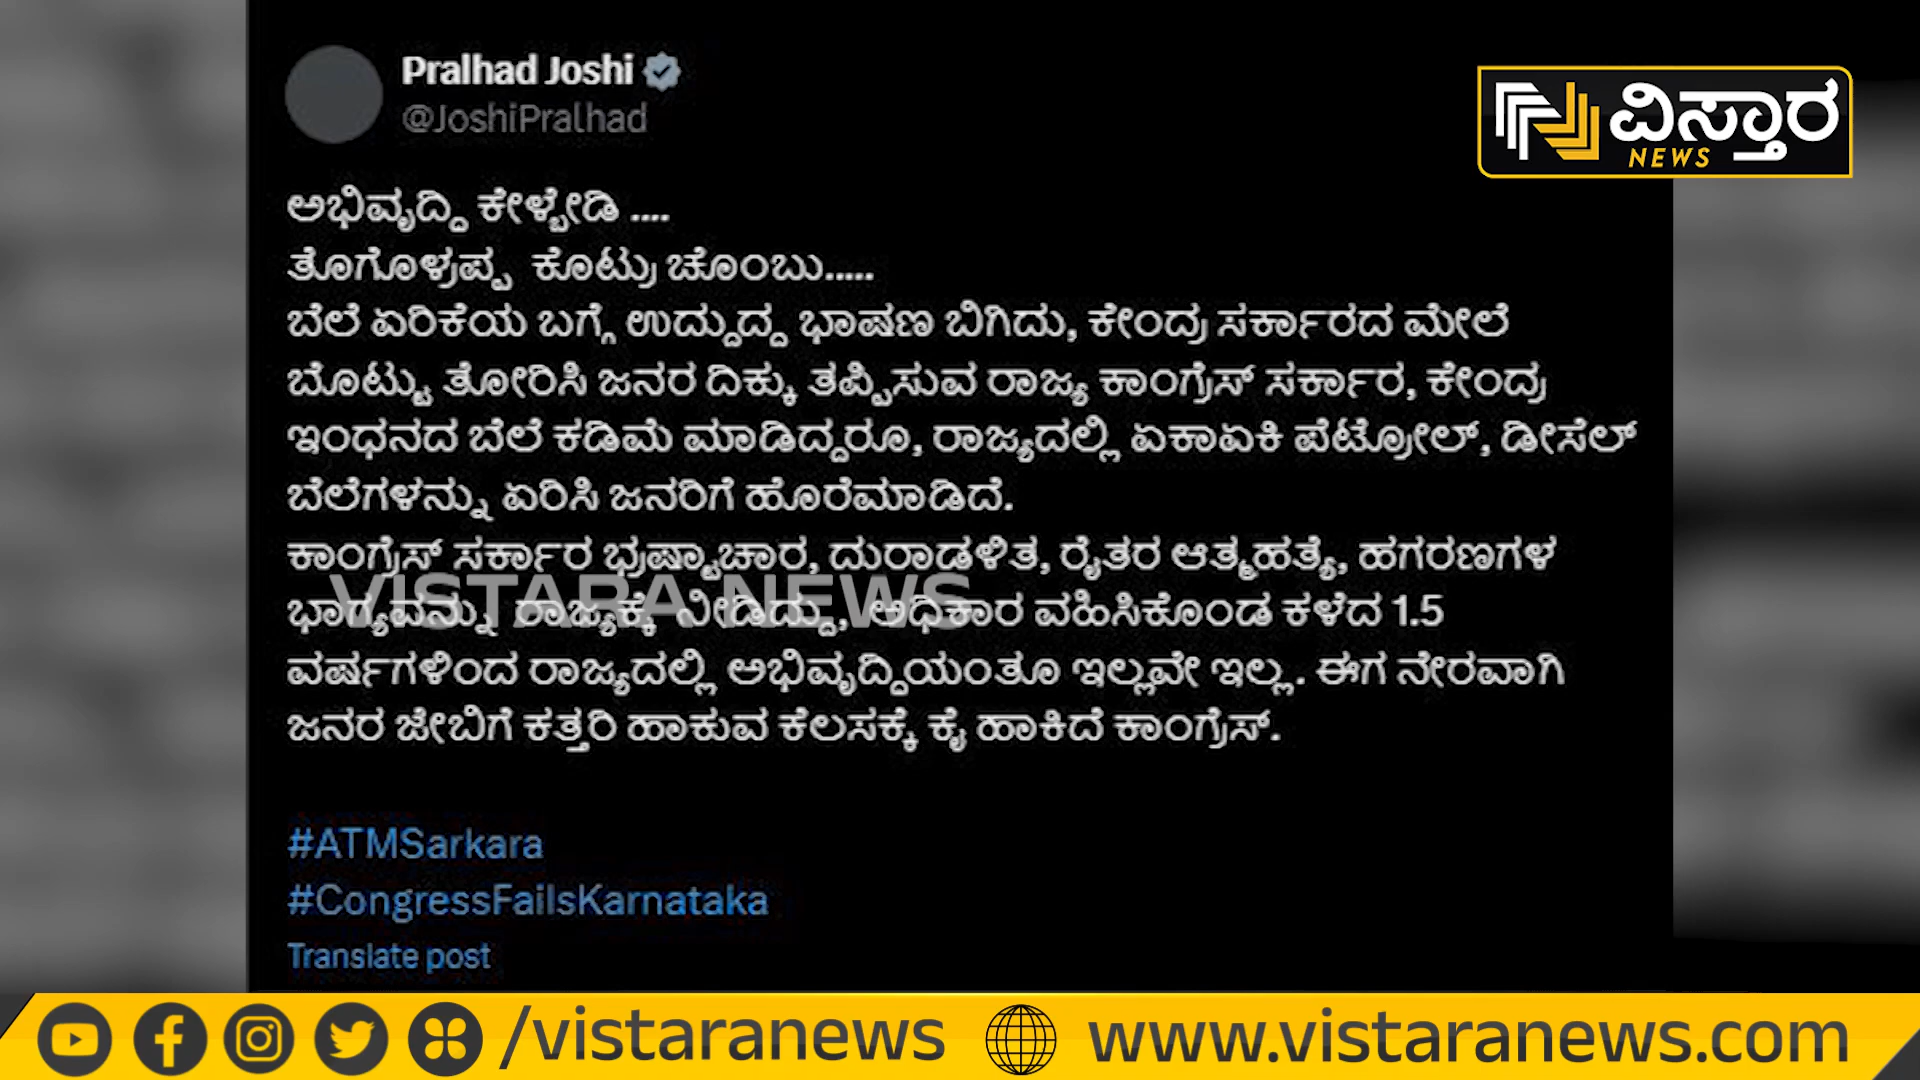 Pralhad Joshi
@JoshiPralhad
ವಿಸ್ತಾರ
NEWS
ಅಭಿವೃದ್ಧಿ ಕೇಳ್ಬೇಡಿ ....
ತೊಗೊಳ್ರಪ್ಪ ಕೊಟ್ರು ಚೊಂಬು.....
ಬೆಲೆ ಏರಿಕೆಯ ಬಗ್ಗೆ ಉದ್ದುದ್ದ ಭಾಷಣ ಬಿಗಿದು, ಕೇಂದ್ರ ಸರ್ಕಾರದ ಮೇಲೆ
ಬೊಟ್ಟು ತೋರಿಸಿ ಜನರ ದಿಕ್ಕು ತಪ್ಪಿಸುವ ರಾಜ್ಯ ಕಾಂಗ್ರೆಸ್ ಸರ್ಕಾರ, ಕೇಂದ್ರ
ಇಂಧನದ ಬೆಲೆ ಕಡಿಮೆ ಮಾಡಿದ್ದರೂ, ರಾಜ್ಯದಲ್ಲಿ ಏಕಾಏಕಿ ಪೆಟ್ರೋಲ್, ಡೀಸೆಲ್
ಬೆಲೆಗಳನ್ನು ಏರಿಸಿ ಜನರಿಗೆ ಹೊರೆಮಾಡಿದೆ.
ಕಾಂಗ್ರೆಸ್ ಸರ್ಕಾರ ಭ್ರಷ್ಟಾಚಾರ, ದುರಾಡಳಿತ, ರೈತರ ಆತ್ಮಹತ್ಯೆ, ಹಗರಣಗಳ
VISTARA NEWS
ಭಾಗ್ಯವನ್ನು ರಾಜ್ಯಕ್ಕೆ ನೀಡಿದ್ದು, ಅಧಿಕಾರ ವಹಿಸಿಕೊಂಡ ಕಳೆದ 1.5
ವರ್ಷಗಳಿಂದ ರಾಜ್ಯದಲ್ಲಿ ಅಭಿವೃದ್ಧಿಯಂತೂ ಇಲ್ಲವೇ ಇಲ್ಲ. ಈಗ ನೇರವಾಗಿ
ಜನರ ಜೇಬಿಗೆ ಕತ್ತರಿ ಹಾಕುವ ಕೆಲಸಕ್ಕೆ ಕೈ ಹಾಕಿದೆ ಕಾಂಗ್ರೆಸ್.
#ATMSarkara
#CongressFailsKarnataka
Translate post
/vistaranews
www.vistaranews.com